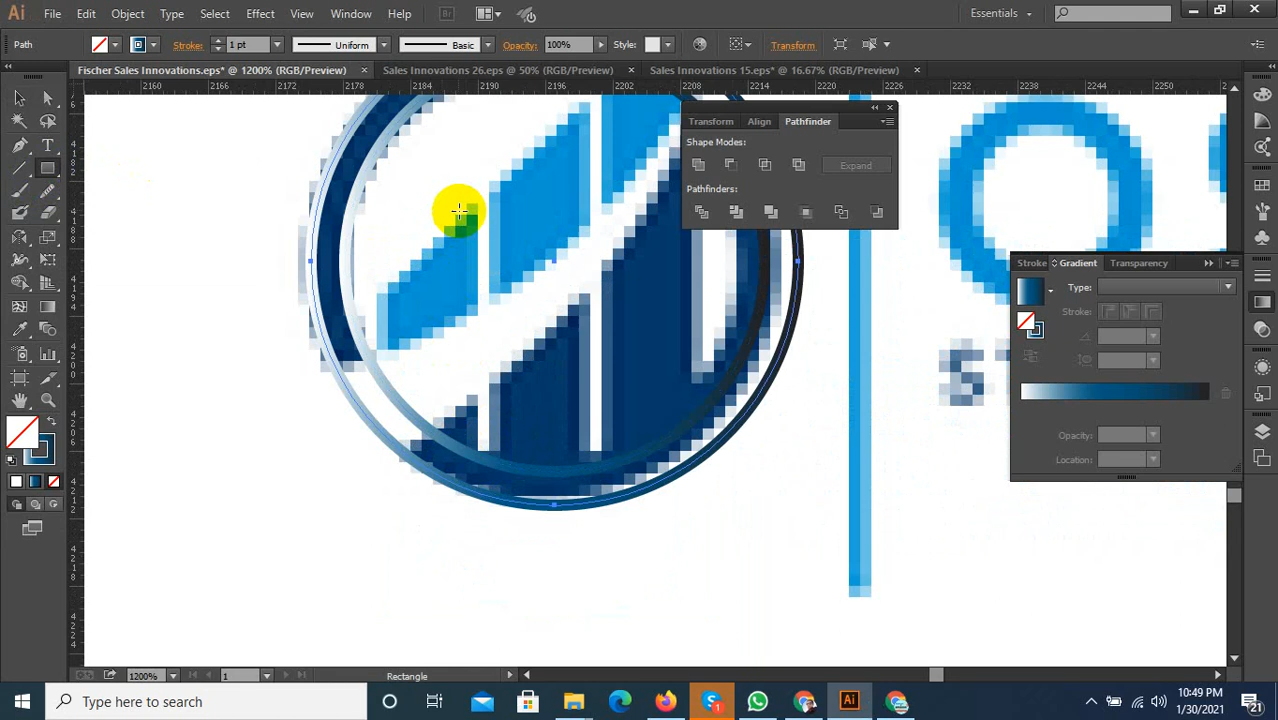 Ai File Edit Object Type Select Effect View Window Help Br Essentials
Path Stroke: 1 pt Uniform Basic Opacity: 100% Style: Transform
Fischer Sales Innovations.eps* @ 1200% (RGB/Preview) Sales Innovations 26.eps @ 50% (RGB/Preview) Sales Innovations 15.eps* @ 16.67% (RGB/Preview)
2160 2166 2172 2178 2184 2190 2196 2202 2208 2214 2220 2226 2232 2238 2244 2250
Transform Align Pathfinder
Shape Modes:
Expand
Pathfinders:
Stroke Gradient Transparency
Type:
Stroke:
Opacity:
Location:
1200% 1 Rectangle
Type here to search
10:49 PM
1/30/2021
21